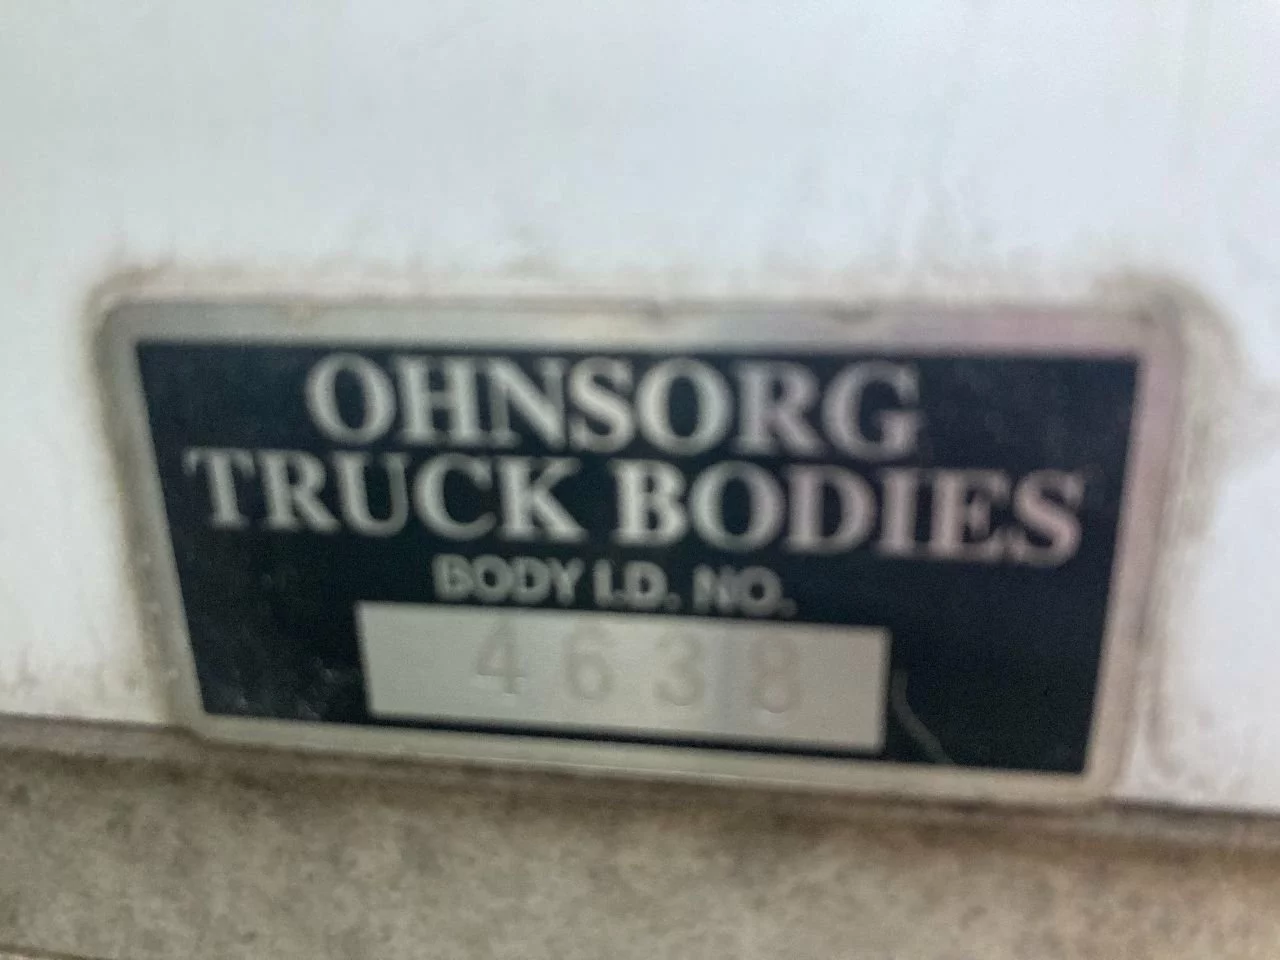 OHNSORG
TRUCK BODIES
BODY I.D. NO.
4638